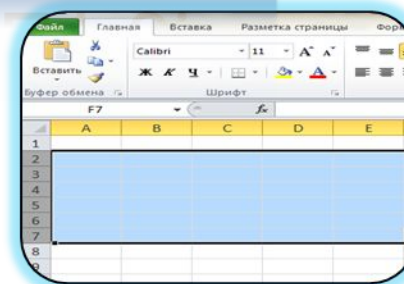 Файл Главная Вставка Разметка страницы
Calibri 11 A A
Вставить
Ж К Ч
Буфер обмена Шрифт
F7 fx
A B C D E
1
2
3
4
5
6
7
8
9